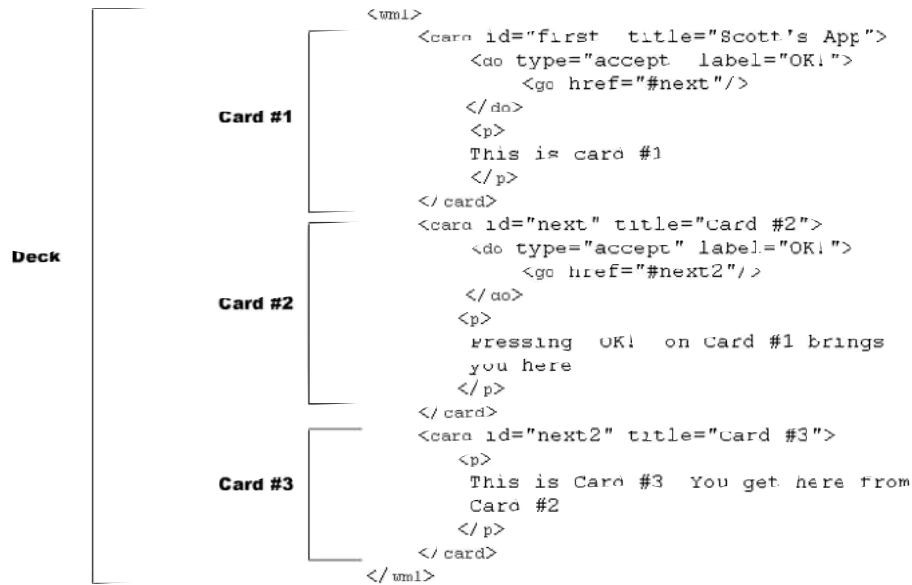 <wml>
<card id="first" title="Scott's App">
<do type="accept" label="OK!">
<go href="#next"/>
</do>
Card #1
<p>
This is card #1
</p>
</card>
<card id="next" title="Card #2">
<do type="accept" label="OK!">
Deck
<go href="#next2"/>
</do>
Card #2
<p>
Pressing OK! on Card #1 brings
you here
</p>
</card>
<card id="next2" title="Card #3">
<p>
This is Card #3 You get here from
Card #3
Card #2
</p>
</card>
</wml>